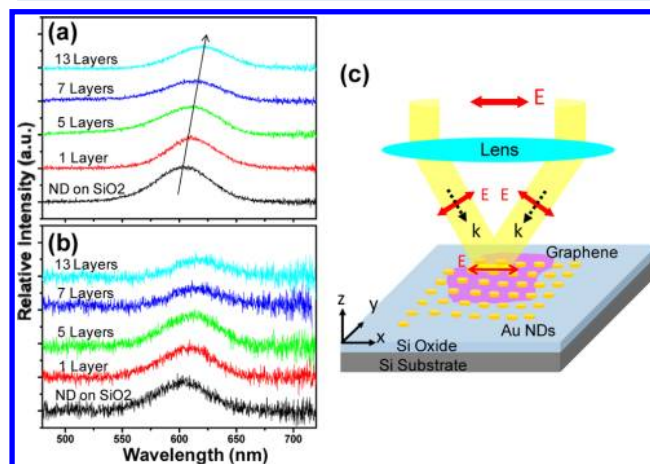 (a)
13 Layers
7 Layers
5 Layers
1 Layer
ND on SiO2
(b)
13 Layers
7 Layers
5 Layers
1 Layer
ND on SiO2
Relative Intensity (a.u.)
500 550 600 650 700
Wavelength (nm)
(c)
E
Lens
E E
k k
Graphene
E
Au NDs
z
y
x
Si Oxide
Si Substrate